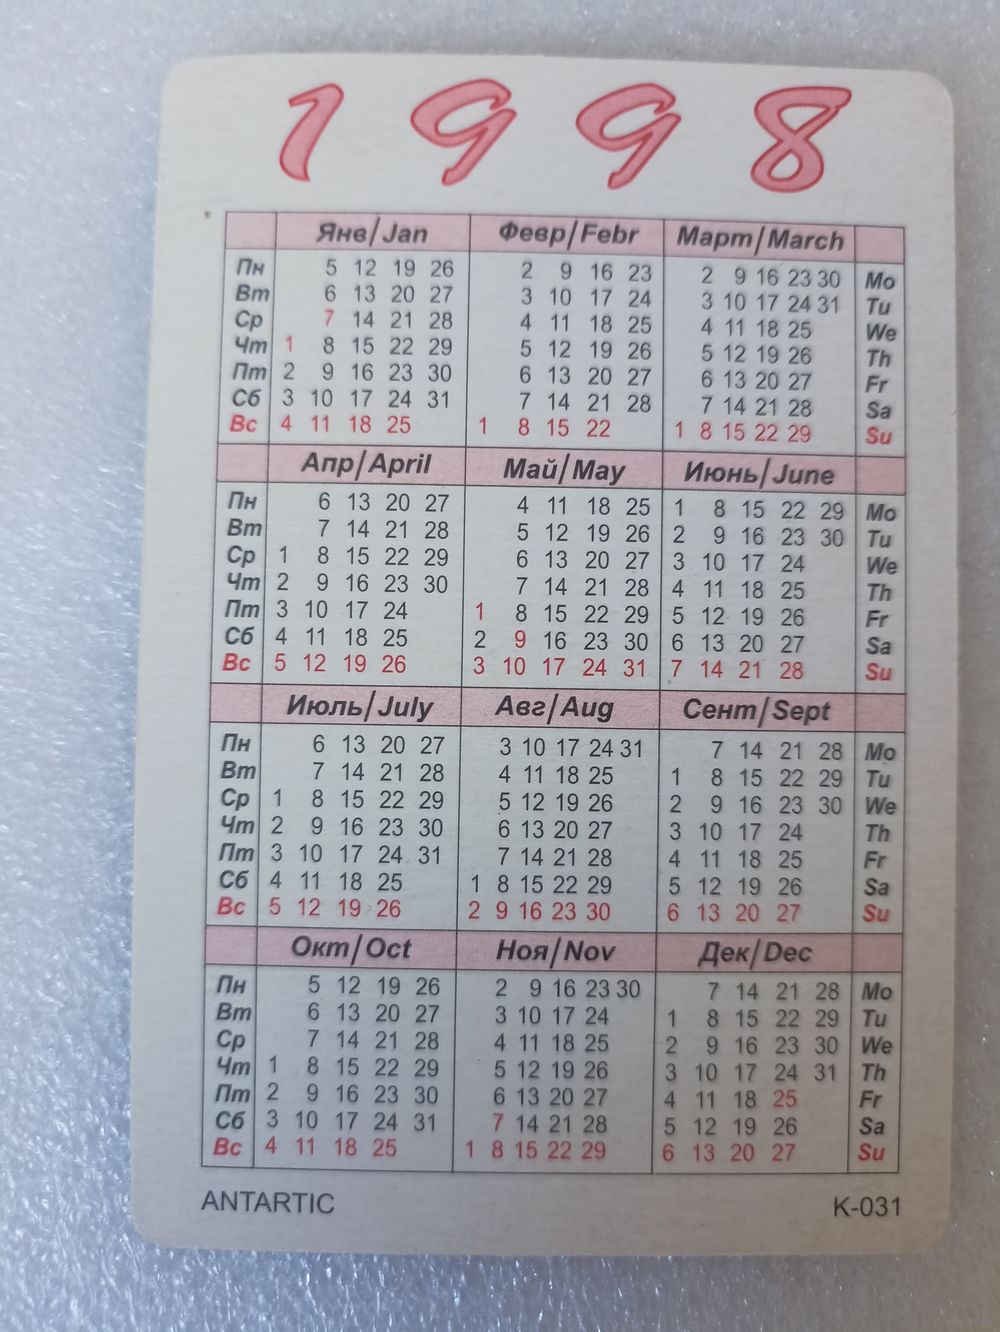 1998
Янв/Jan Февр/Febr Март/March
Пн 5 12 19 26 2 9 16 23 2 9 16 23 30 Mo
Вт 6 13 20 27 3 10 17 24 3 10 17 24 31 Tu
Ср 7 14 21 28 4 11 18 25 4 11 18 25 We
Чт 1 8 15 22 29 5 12 19 26 5 12 19 26 Th
Пт 2 9 16 23 30 6 13 20 27 6 13 20 27 Fr
Сб 3 10 17 24 31 7 14 21 28 7 14 21 28 Sa
Вс 4 11 18 25 1 8 15 22 1 8 15 22 29 Su
Апр/April Май/May Июнь/June
Пн 6 13 20 27 4 11 18 25 1 8 15 22 29 Mo
Вт 7 14 21 28 5 12 19 26 2 9 16 23 30 Tu
Ср 1 8 15 22 29 6 13 20 27 3 10 17 24 We
Чт 2 9 16 23 30 7 14 21 28 4 11 18 25 Th
Пт 3 10 17 24 1 8 15 22 29 5 12 19 26 Fr
Сб 4 11 18 25 2 9 16 23 30 6 13 20 27 Sa
Вс 5 12 19 26 3 10 17 24 31 7 14 21 28 Su
Июль/July Авг/Aug Сент/Sept
Пн 6 13 20 27 3 10 17 24 31 7 14 21 28 Mo
Вт 7 14 21 28 4 11 18 25 1 8 15 22 29 Tu
Ср 1 8 15 22 29 5 12 19 26 2 9 16 23 30 We
Чт 2 9 16 23 30 6 13 20 27 3 10 17 24 Th
Пт 3 10 17 24 31 7 14 21 28 4 11 18 25 Fr
Сб 4 11 18 25 1 8 15 22 29 5 12 19 26 Sa
Вс 5 12 19 26 2 9 16 23 30 6 13 20 27 Su
Окт/Oct Ноя/Nov Дек/Dec
Пн 5 12 19 26 2 9 16 23 30 7 14 21 28 Mo
Вт 6 13 20 27 3 10 17 24 1 8 15 22 29 Tu
Ср 7 14 21 28 4 11 18 25 2 9 16 23 30 We
Чт 1 8 15 22 29 5 12 19 26 3 10 17 24 31 Th
Пт 2 9 16 23 30 6 13 20 27 4 11 18 25 Fr
Сб 3 10 17 24 31 7 14 21 28 5 12 19 26 Sa
Вс 4 11 18 25 1 8 15 22 29 6 13 20 27 Su
ANTARTIC K-031